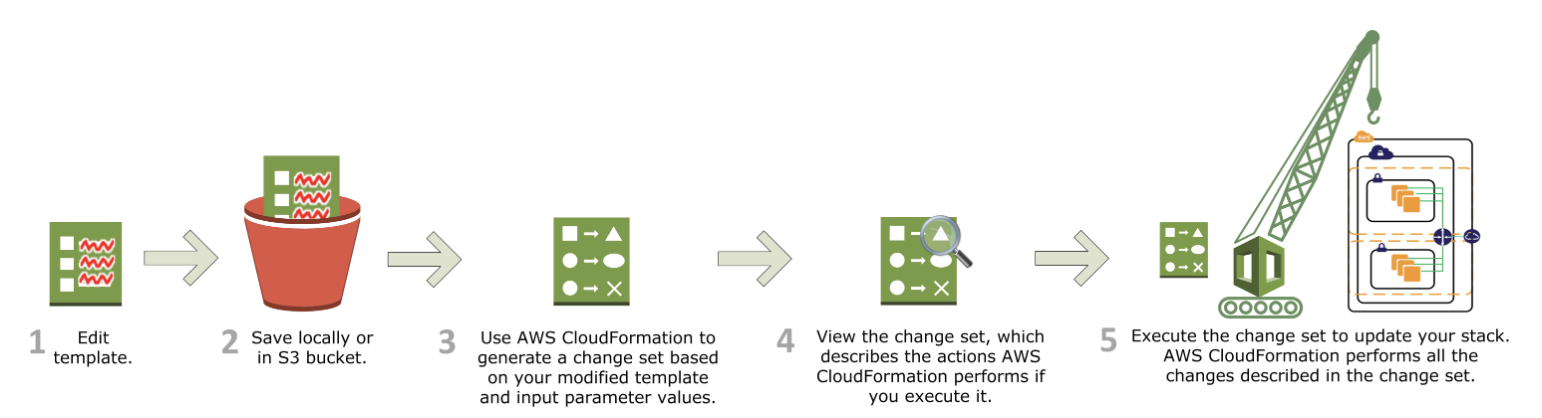 1 Edit
template.
2 Save locally or
in S3 bucket.
3 Use AWS CloudFormation to
generate a change set based
on your modified template
and input parameter values.
4 View the change set, which
describes the actions AWS
CloudFormation performs if
you execute it.
5 Execute the change set to update your stack.
AWS CloudFormation performs all the
changes described in the change set.